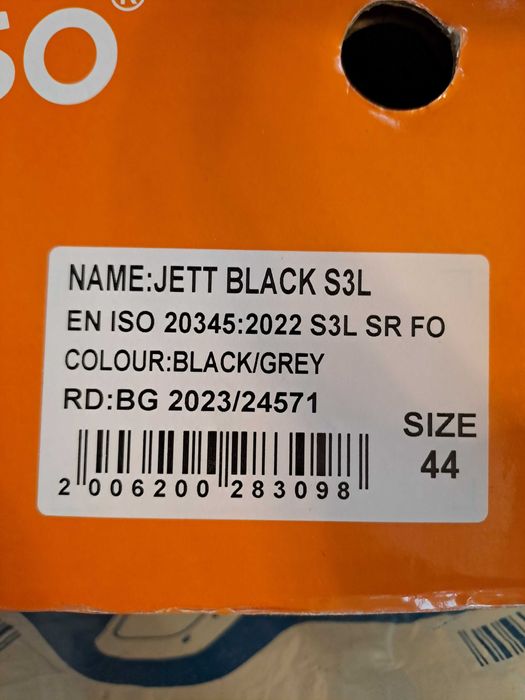 SO®
NAME:JETT BLACK S3L
EN ISO 20345:2022 S3L SR FO
COLOUR:BLACK/GREY
RD:BG 2023/24571
SIZE
44
2 006200 283098